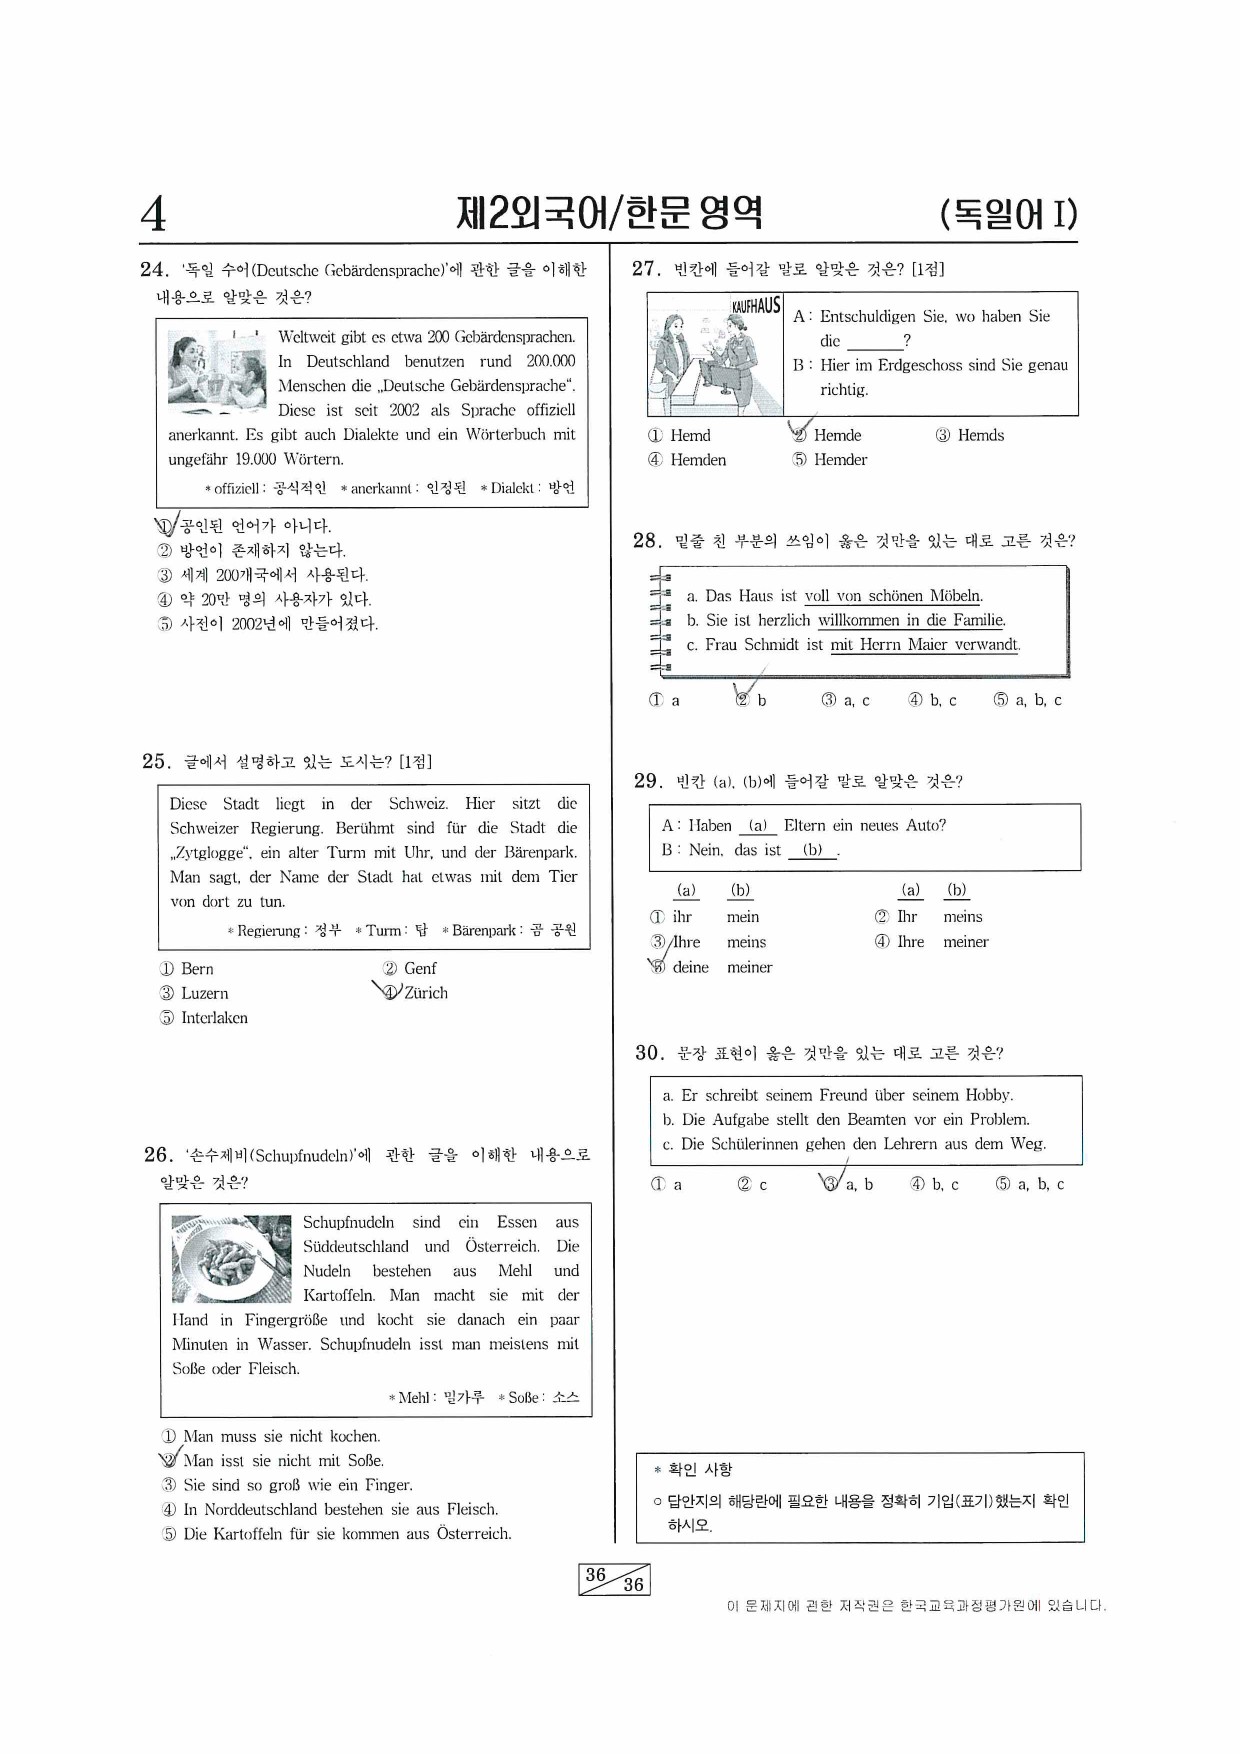 4
제2외국어/한문 영역
(독일어 I)
24. ‘독일 수어(Deutsche Gebärdensprache)’에 관한 글을 이해한
내용으로 알맞은 것은?
Weltweit gibt es etwa 200 Gebärdensprachen.
In Deutschland benutzen rund 200.000
Menschen die „Deutsche Gebärdensprache“.
Diese ist seit 2002 als Sprache offiziell
anerkannt. Es gibt auch Dialekte und ein Wörterbuch mit
ungefähr 19.000 Wörtern.
* offiziell : 공식적인 * anerkannt : 인정된 * Dialekt : 방언
① 공인된 언어가 아니다.
② 방언이 존재하지 않는다.
③ 세계 200개국에서 사용된다.
④ 약 20만 명의 사용자가 있다.
⑤ 사전이 2002년에 만들어졌다.
25. 글에서 설명하고 있는 도시는? [1점]
Diese Stadt liegt in der Schweiz. Hier sitzt die
Schweizer Regierung. Berühmt sind für die Stadt die
„Zytglogge“, ein alter Turm mit Uhr, und der Bärenpark.
Man sagt, der Name der Stadt hat etwas mit dem Tier
von dort zu tun.
* Regierung : 정부 * Turm : 탑 * Bärenpark : 곰 공원
① Bern ② Genf
③ Luzern ④ Zürich
⑤ Interlaken
26. ‘손수제비(Schupfnudeln)’에 관한 글을 이해한 내용으로
알맞은 것은?
Schupfnudeln sind ein Essen aus
Süddeutschland und Österreich. Die
Nudeln bestehen aus Mehl und
Kartoffeln. Man macht sie mit der
Hand in Fingergröße und kocht sie danach ein paar
Minuten in Wasser. Schupfnudeln isst man meistens mit
Soße oder Fleisch.
* Mehl : 밀가루 * Soße : 소스
① Man muss sie nicht kochen.
② Man isst sie nicht mit Soße.
③ Sie sind so groß wie ein Finger.
④ In Norddeutschland bestehen sie aus Fleisch.
⑤ Die Kartoffeln für sie kommen aus Österreich.
27. 빈칸에 들어갈 말로 알맞은 것은? [1점]
KAUFHAUS
A : Entschuldigen Sie, wo haben Sie
die ______?
B : Hier im Erdgeschoss sind Sie genau
richtig.
① Hemd ② Hemde ③ Hemds
④ Hemden ⑤ Hemder
28. 밑줄 친 부분의 쓰임이 옳은 것만을 있는 대로 고른 것은?
a. Das Haus ist voll von schönen Möbeln.
b. Sie ist herzlich willkommen in die Familie.
c. Frau Schmidt ist mit Herrn Maier verwandt.
① a ② b ③ a, c ④ b, c ⑤ a, b, c
29. 빈칸 (a), (b)에 들어갈 말로 알맞은 것은?
A : Haben (a) Eltern ein neues Auto?
B : Nein, das ist (b) .
(a) (b) (a) (b)
① ihr mein ② Ihr meins
③ Ihre meins ④ Ihre meiner
⑤ deine meiner
30. 문장 표현이 옳은 것만을 있는 대로 고른 것은?
a. Er schreibt seinem Freund über seinem Hobby.
b. Die Aufgabe stellt den Beamten vor ein Problem.
c. Die Schülerinnen gehen den Lehrern aus dem Weg.
① a ② c ③ a, b ④ b, c ⑤ a, b, c
* 확인 사항
○ 답안지의 해당란에 필요한 내용을 정확히 기입(표기)했는지 확인
하시오.
36
36
이 문제지에 관한 저작권은 한국교육과정평가원에 있습니다.